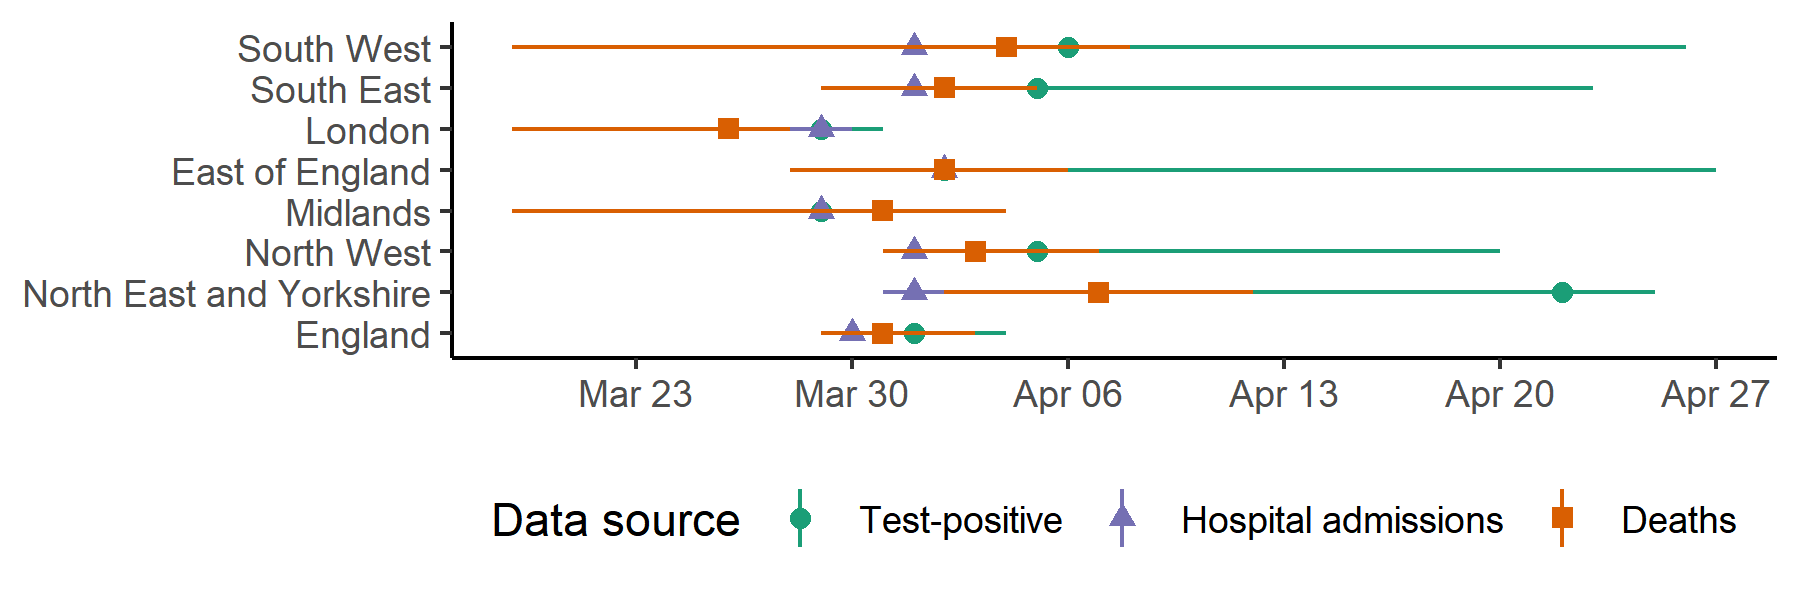 South West
South East
London
East of England
Midlands
North West
North East and Yorkshire
England
Mar 23 Mar 30 Apr 06 Apr 13 Apr 20 Apr 27
Data source Test-positive Hospital admissions Deaths